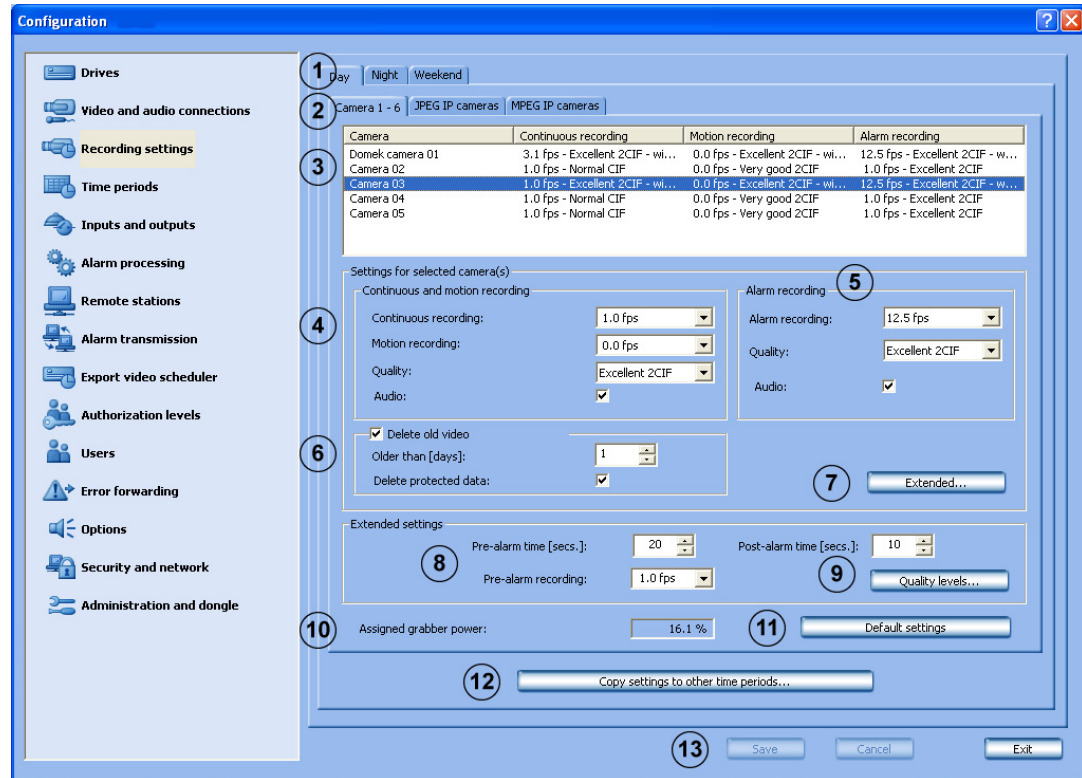 Configuration
Drives
Video and audio connections
Recording settings
Time periods
Inputs and outputs
Alarm processing
Remote stations
Alarm transmission
Export video scheduler
Authorization levels
Users
Error forwarding
Options
Security and network
Administration and dongle
1 Day Night Weekend
2 Camera 1 - 6 JPEG IP cameras MPEG IP cameras
Camera Continuous recording Motion recording Alarm recording
3
Domek camera 01 3.1 fps - Excellent 2CIF - wi... 0.0 fps - Excellent 2CIF - wi... 12.5 fps - Excellent 2CIF - w...
Camera 02 1.0 fps - Normal CIF 0.0 fps - Very good 2CIF 1.0 fps - Excellent 2CIF
Camera 03 1.0 fps - Excellent 2CIF - wi... 0.0 fps - Excellent 2CIF - wi... 12.5 fps - Excellent 2CIF - w...
Camera 04 1.0 fps - Normal CIF 0.0 fps - Very good 2CIF 1.0 fps - Excellent 2CIF
Camera 05 1.0 fps - Normal CIF 0.0 fps - Very good 2CIF 1.0 fps - Excellent 2CIF
Settings for selected camera(s)
4
Continuous and motion recording
Continuous recording: 1.0 fps
Motion recording: 0.0 fps
Quality: Excellent 2CIF
Audio:
5
Alarm recording
Alarm recording: 12.5 fps
Quality: Excellent 2CIF
Audio:
6
Delete old video
Older than [days]: 1
Delete protected data:
7 Extended...
Extended settings
8
Pre-alarm time [secs.]: 20 Post-alarm time [secs.]: 10
Pre-alarm recording: 1.0 fps
9 Quality levels...
10 Assigned grabber power: 16.1 %
11 Default settings
12 Copy settings to other time periods...
13 Save Cancel Exit